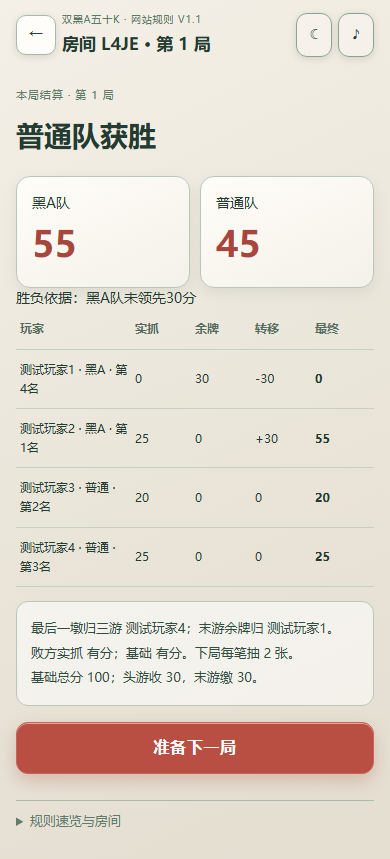 ←
双黑A五十K · 网站规则 V1.1
房间 L4JE • 第 1 局
☾
♪
本局结算 · 第 1 局
普通队获胜
黑A队
55
普通队
45
胜负依据：黑A队未领先30分
玩家 实抓 余牌 转移 最终
测试玩家1 · 黑A · 第
4名
0 30 -30 0
测试玩家2 · 黑A · 第
1名
25 0 +30 55
测试玩家3 · 普通 ·
第2名
20 0 0 20
测试玩家4 · 普通 ·
第3名
25 0 0 25
最后一墩归三游 测试玩家4；末游余牌归 测试玩家1。
败方实抓 有分；基础 有分。下局每笔抽 2 张。
基础总分 100；头游收 30，末游缴 30。
准备下一局
▶ 规则速览与房间